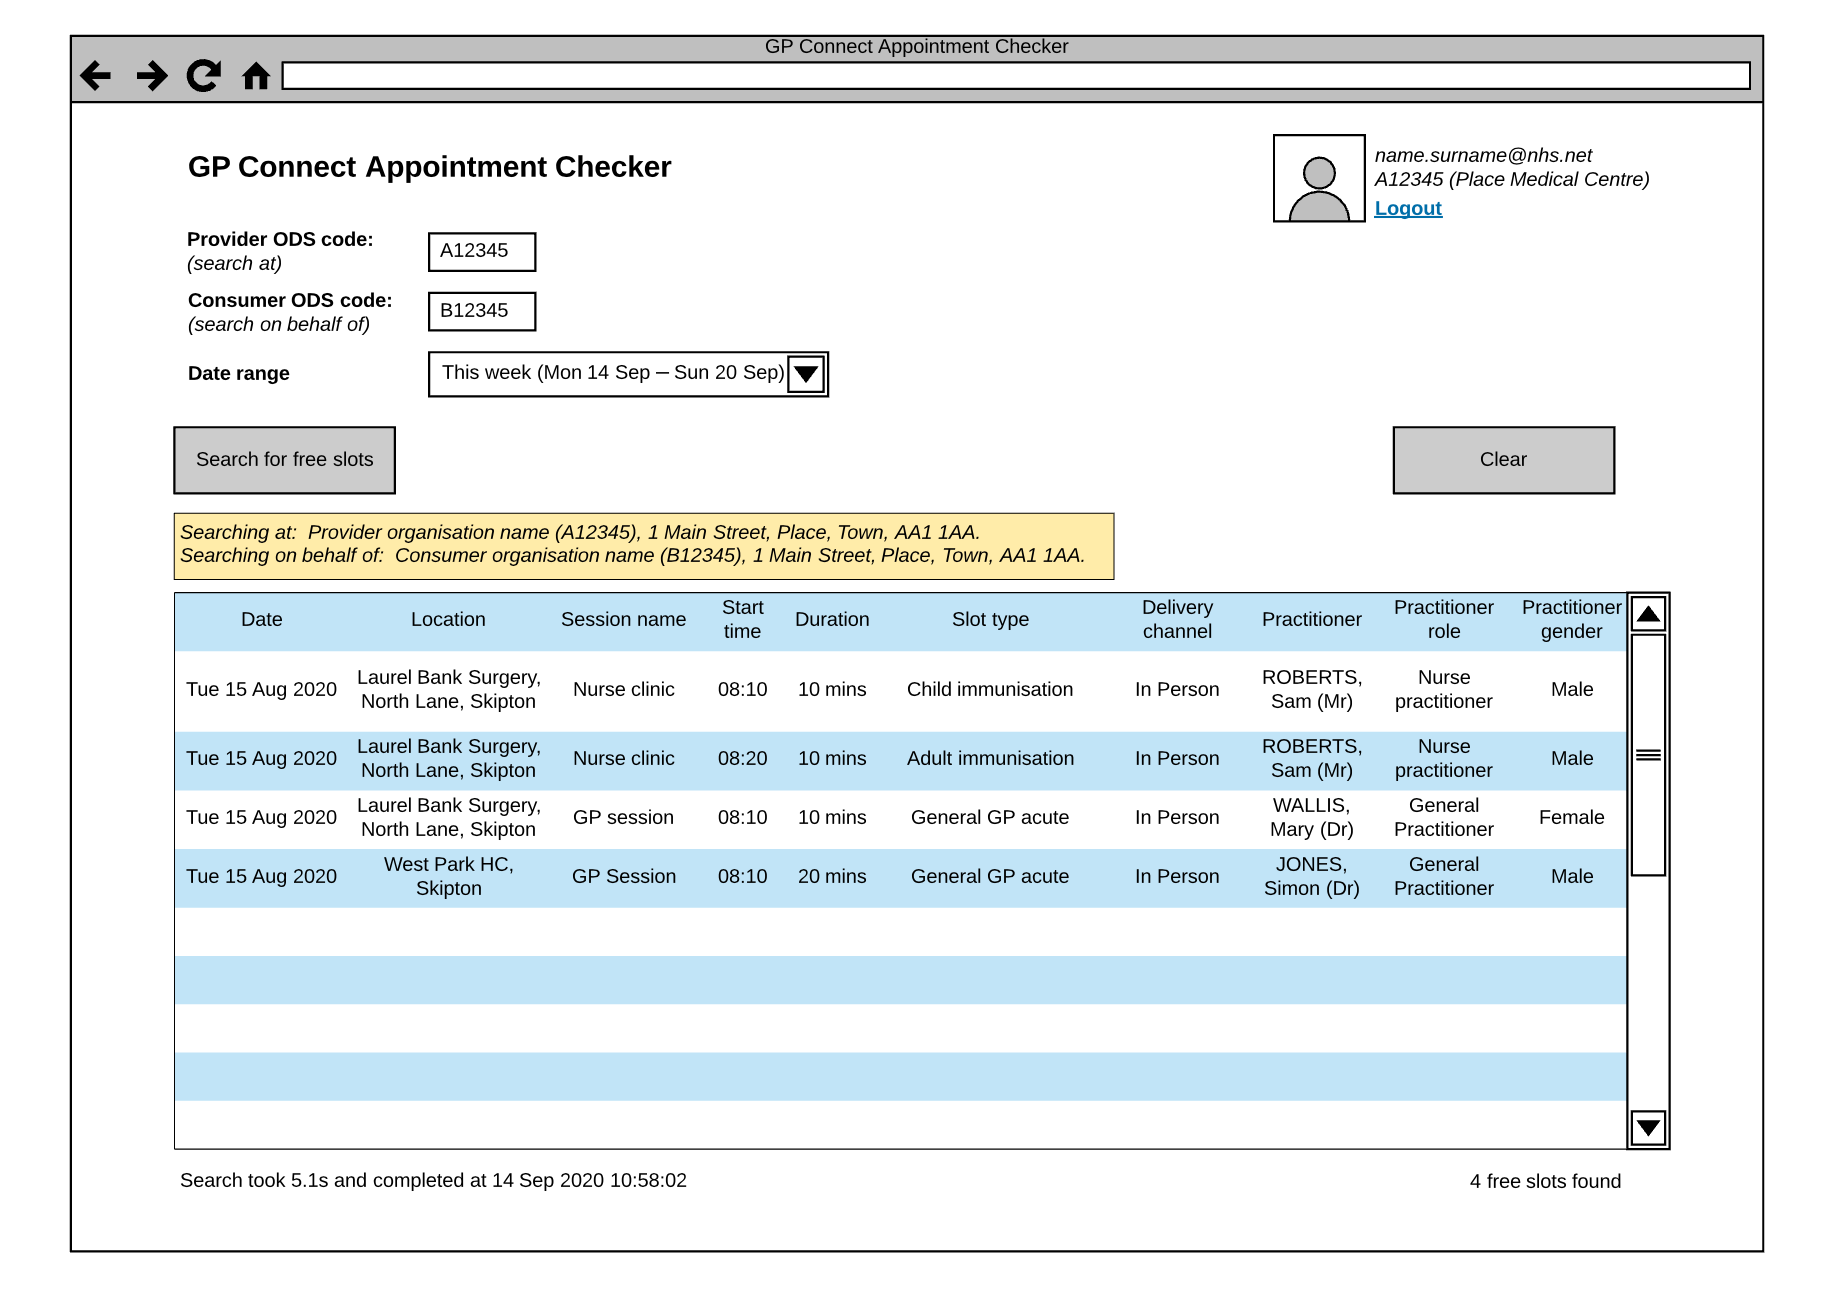 GP Connect Appointment Checker
GP Connect Appointment Checker
name.surname@nhs.net
A12345 (Place Medical Centre)
Logout
Provider ODS code:
(search at)
A12345
Consumer ODS code:
(search on behalf of)
B12345
Date range
This week (Mon 14 Sep – Sun 20 Sep)
Search for free slots
Clear
Searching at:  Provider organisation name (A12345), 1 Main Street, Place, Town, AA1 1AA.
Searching on behalf of:  Consumer organisation name (B12345), 1 Main Street, Place, Town, AA1 1AA.
Date
Location
Session name
Start
time
Duration
Slot type
Delivery
channel
Practitioner
Practitioner
role
Practitioner
gender
Tue 15 Aug 2020
Laurel Bank Surgery,
North Lane, Skipton
Nurse clinic
08:10
10 mins
Child immunisation
In Person
ROBERTS,
Sam (Mr)
Nurse
practitioner
Male
Tue 15 Aug 2020
Laurel Bank Surgery,
North Lane, Skipton
Nurse clinic
08:20
10 mins
Adult immunisation
In Person
ROBERTS,
Sam (Mr)
Nurse
practitioner
Male
Tue 15 Aug 2020
Laurel Bank Surgery,
North Lane, Skipton
GP session
08:10
10 mins
General GP acute
In Person
WALLIS,
Mary (Dr)
General
Practitioner
Female
Tue 15 Aug 2020
West Park HC,
Skipton
GP Session
08:10
20 mins
General GP acute
In Person
JONES,
Simon (Dr)
General
Practitioner
Male
Search took 5.1s and completed at 14 Sep 2020 10:58:02
4 free slots found